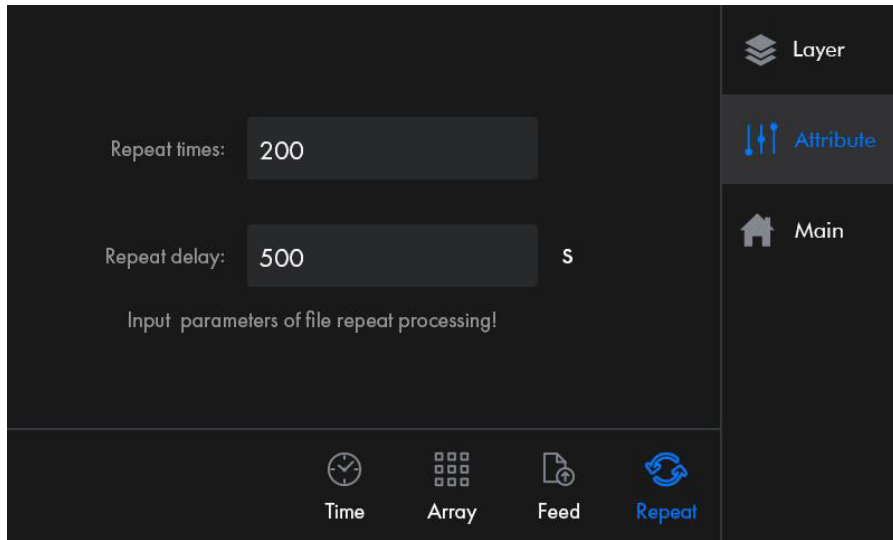 Layer
Attribute
Main
Repeat times: 200
Repeat delay: 500 S
Input parameters of file repeat processing!
Time Array Feed Repeat